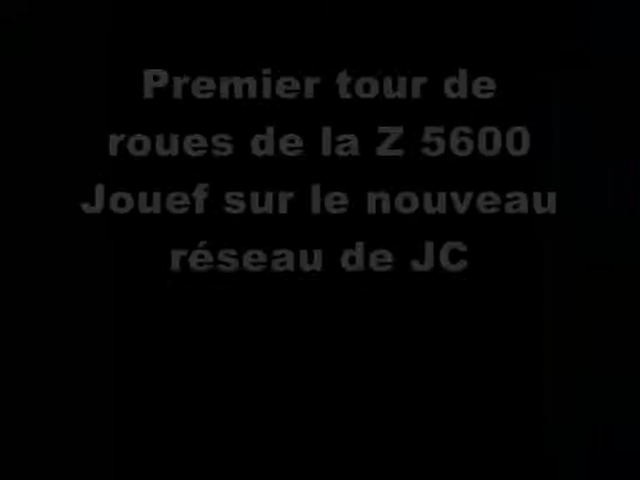 Premier tour de
roues de la Z 5600
Jouef sur le nouveau
réseau de JC